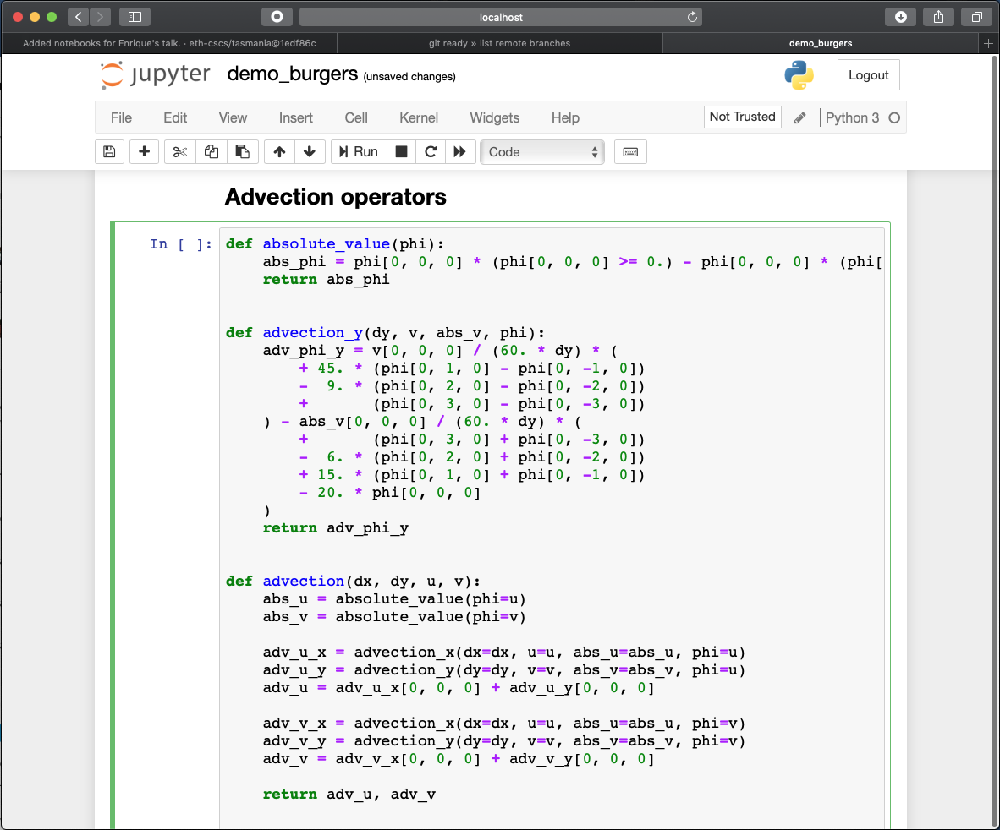 localhost
Added notebooks for Enrique's talk. · eth-cscs/tasmania@1edf86c
git ready » list remote branches
demo_burgers
jupyter demo_burgers (unsaved changes)
Logout
File Edit View Insert Cell Kernel Widgets Help Not Trusted Python 3
Run Code
Advection operators
In [ ]:
def absolute_value(phi):
    abs_phi = phi[0, 0, 0] * (phi[0, 0, 0] >= 0.) - phi[0, 0, 0] * (phi[
    return abs_phi
def advection_y(dy, v, abs_v, phi):
    adv_phi_y = v[0, 0, 0] / (60. * dy) * (
        + 45. * (phi[0, 1, 0] - phi[0, -1, 0])
        -  9. * (phi[0, 2, 0] - phi[0, -2, 0])
        +       (phi[0, 3, 0] - phi[0, -3, 0])
    ) - abs_v[0, 0, 0] / (60. * dy) * (
        +       (phi[0, 3, 0] + phi[0, -3, 0])
        -  6. * (phi[0, 2, 0] + phi[0, -2, 0])
        + 15. * (phi[0, 1, 0] + phi[0, -1, 0])
        - 20. * phi[0, 0, 0]
    )
    return adv_phi_y
def advection(dx, dy, u, v):
    abs_u = absolute_value(phi=u)
    abs_v = absolute_value(phi=v)
    adv_u_x = advection_x(dx=dx, u=u, abs_u=abs_u, phi=u)
    adv_u_y = advection_y(dy=dy, v=v, abs_v=abs_v, phi=u)
    adv_u = adv_u_x[0, 0, 0] + adv_u_y[0, 0, 0]
    adv_v_x = advection_x(dx=dx, u=u, abs_u=abs_u, phi=v)
    adv_v_y = advection_y(dy=dy, v=v, abs_v=abs_v, phi=v)
    adv_v = adv_v_x[0, 0, 0] + adv_v_y[0, 0, 0]
    return adv_u, adv_v